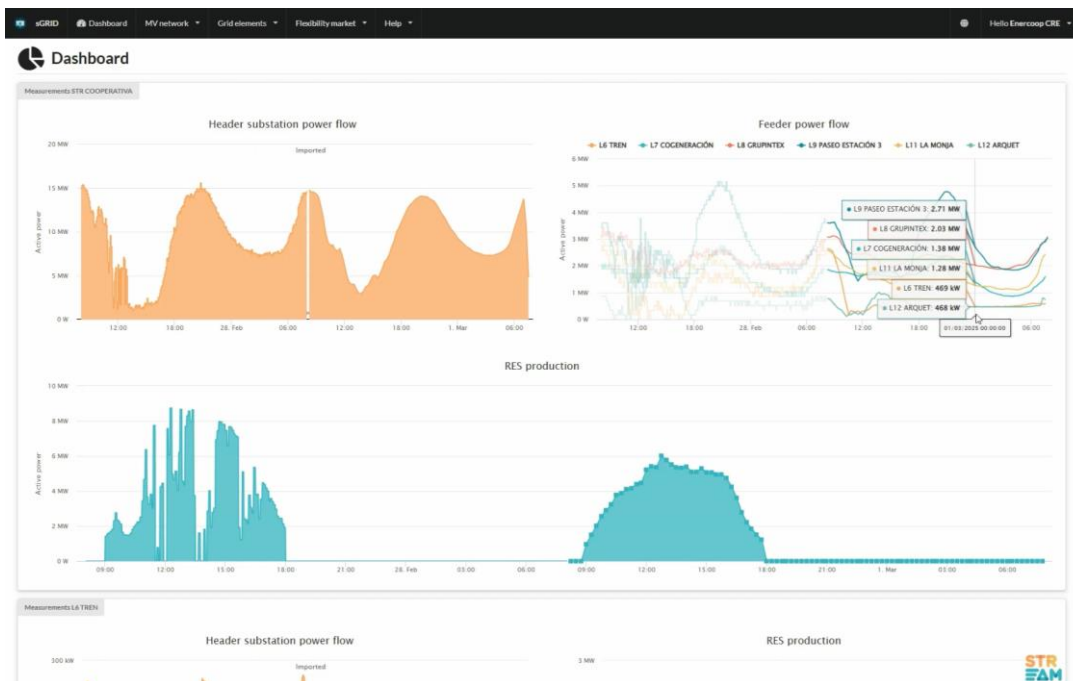 sGRID Dashboard MV network Grid elements Flexibility market Help Hello Enercoop CRE
Dashboard
Measurements STR COOPERATIVA
Header substation power flow
Imported
Active power
20 MW
15 MW
10 MW
5 MW
0 W
12:00 18:00 28. Feb 06:00 12:00 18:00 1. Mar 06:00
Feeder power flow
L6 TREN L7 COGENERACIÓN L8 GRUPINTEX L9 PASEO ESTACIÓN 3 L11 LA MONJA L12 ARQUET
Active power
6 MW
5 MW
4 MW
3 MW
2 MW
1 MW
0 W
L9 PASEO ESTACIÓN 3: 2.71 MW
L8 GRUPINTEX: 2.03 MW
L7 COGENERACIÓN: 1.38 MW
L11 LA MONJA: 1.28 MW
L6 TREN: 469 kW
L12 ARQUET: 468 kW
12:00 18:00 28. Feb 06:00 12:00 18:00 01/03/2025 00:00:00 06:00
RES production
Active power
10 MW
8 MW
6 MW
4 MW
2 MW
0 W
09:00 12:00 15:00 18:00 21:00 28. Feb 03:00 06:00 09:00 12:00 15:00 18:00 21:00 1. Mar 03:00 06:00
Measurements L6 TREN
Header substation power flow
Imported
300 kW
RES production
3 MW
STR
EAM